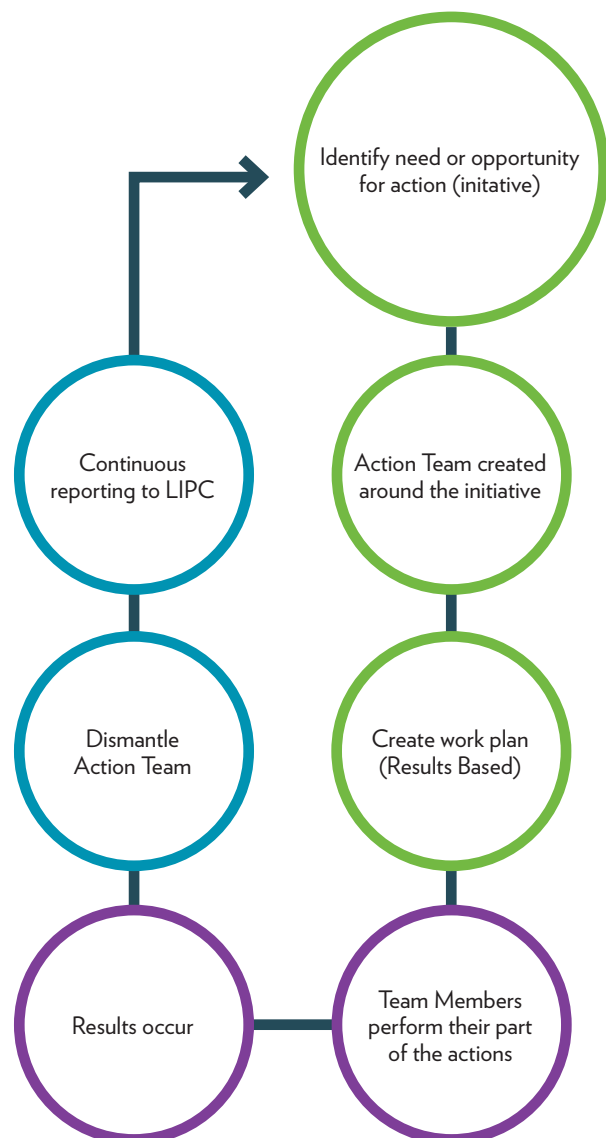 Identify need or opportunity
for action (initative)
Action Team created
around the initiative
Create work plan
(Results Based)
Team Members
perform their part
of the actions
Results occur
Dismantle
Action Team
Continuous
reporting to LIPC